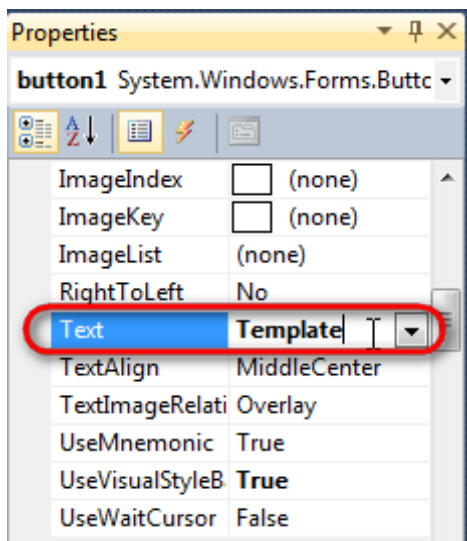 Properties
button1 System.Windows.Forms.Buttc
ImageIndex (none)
ImageKey (none)
ImageList (none)
RightToLeft No
Text Template
TextAlign MiddleCenter
TextImageRelati Overlay
UseMnemonic True
UseVisualStyleB True
UseWaitCursor False